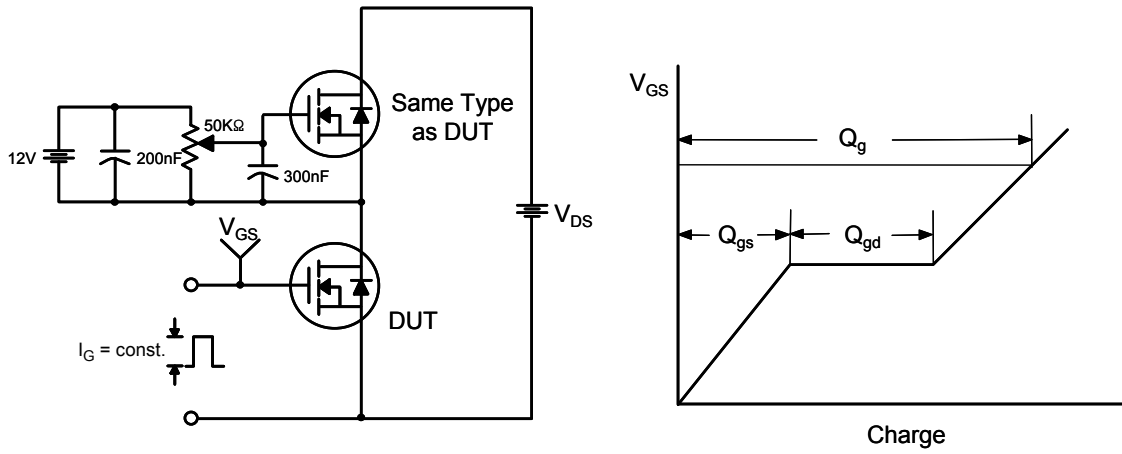 Same Type
as DUT
50KΩ
12V
200nF
300nF
V_GS
V_DS
DUT
I_G = const.
V_GS
Q_g
Q_gs
Q_gd
Charge